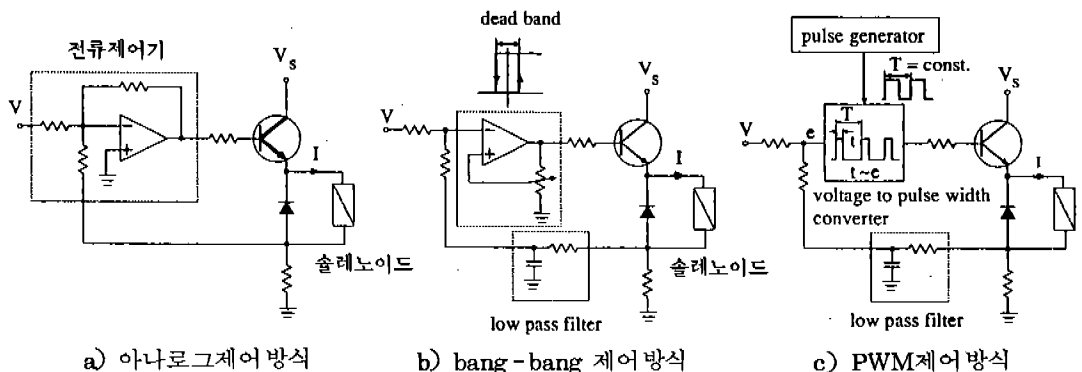 전류제어기
V
V_s
I
솔레노이드
a) 아나로그제어 방식
dead band
V
V_s
I
솔레노이드
low pass filter
b) bang-bang 제어 방식
pulse generator
T = const.
V_s
V
e
T
t
t~e
I
voltage to pulse width
converter
low pass filter
c) PWM제어 방식